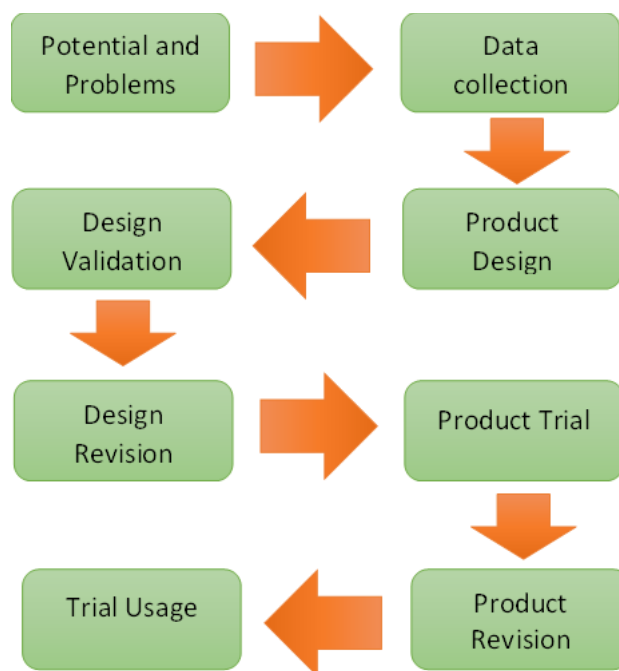 Potential and
Problems
Data
collection
Product
Design
Design
Validation
Design
Revision
Product Trial
Product
Revision
Trial Usage